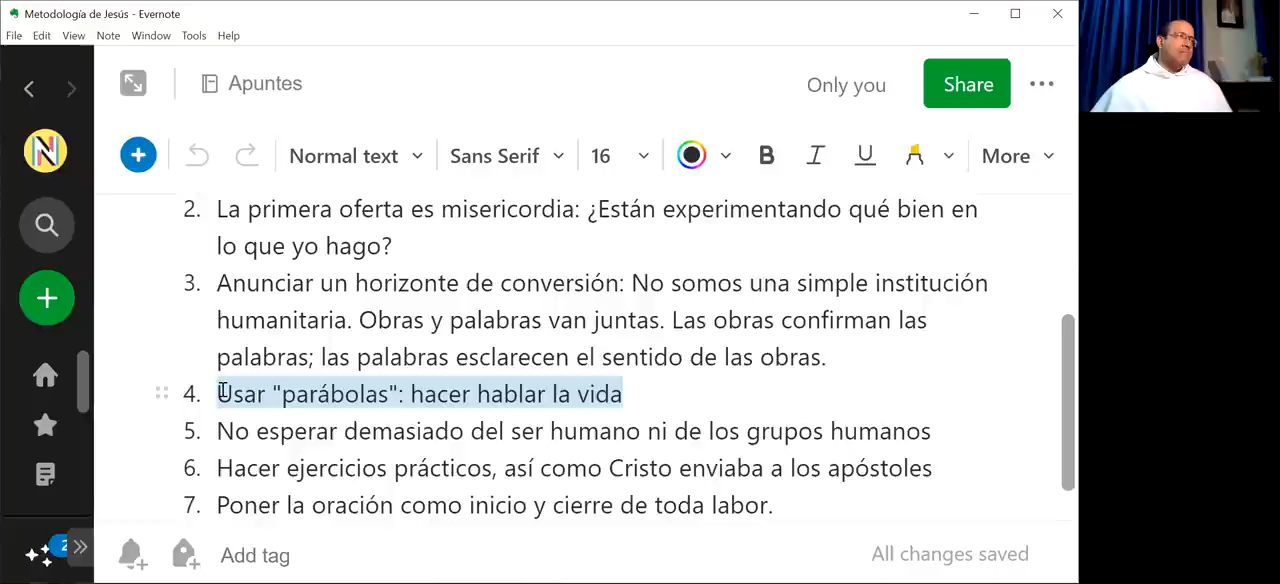 Metodología de Jesús - Evernote
File Edit View Note Window Tools Help
Apuntes
Only you
Share
Normal text
Sans Serif
16
B I U
More
2. La primera oferta es misericordia: ¿Están experimentando qué bien en
lo que yo hago?
3. Anunciar un horizonte de conversión: No somos una simple institución
humanitaria. Obras y palabras van juntas. Las obras confirman las
palabras; las palabras esclarecen el sentido de las obras.
4. Usar "parábolas": hacer hablar la vida
5. No esperar demasiado del ser humano ni de los grupos humanos
6. Hacer ejercicios prácticos, así como Cristo enviaba a los apóstoles
7. Poner la oración como inicio y cierre de toda labor.
2
Add tag
All changes saved